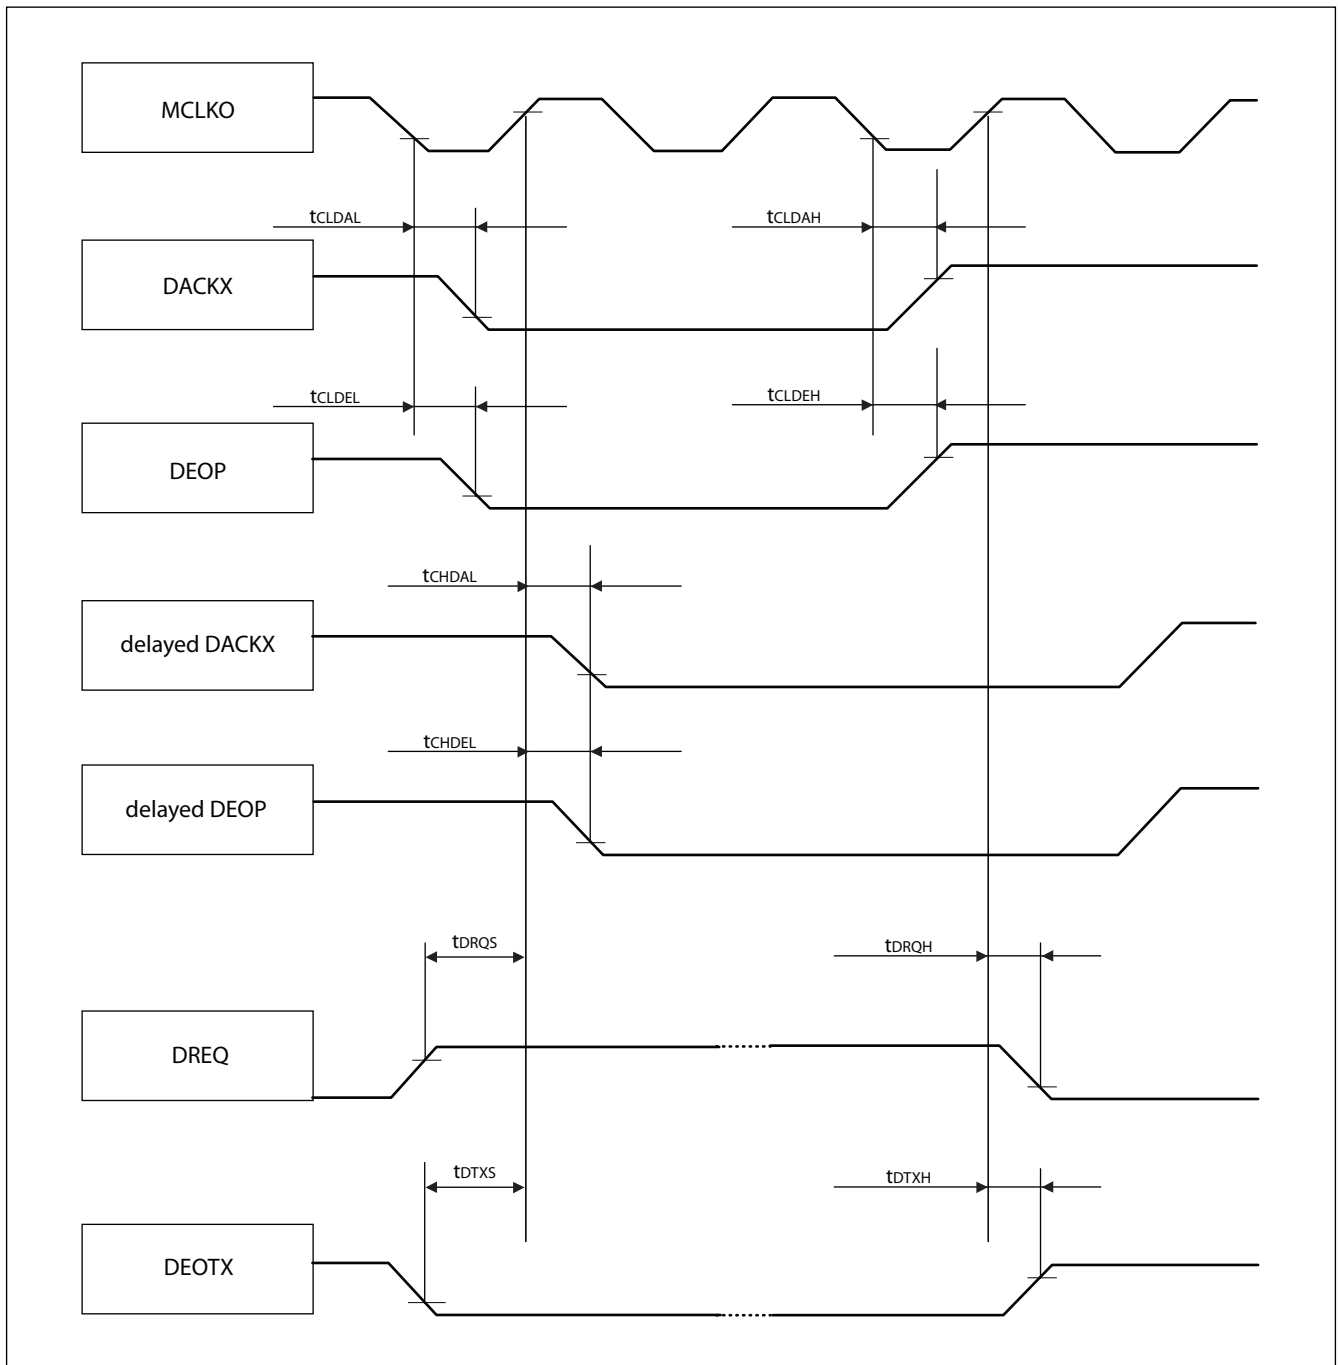 MCLKO
tCLDAL
tCLDAH
DACKX
tCLDEL
tCLDEH
DEOP
tCHDAL
delayed DACKX
tCHDEL
delayed DEOP
tDRQS
tDRQH
DREQ
tDTXS
tDTXH
DEOTX